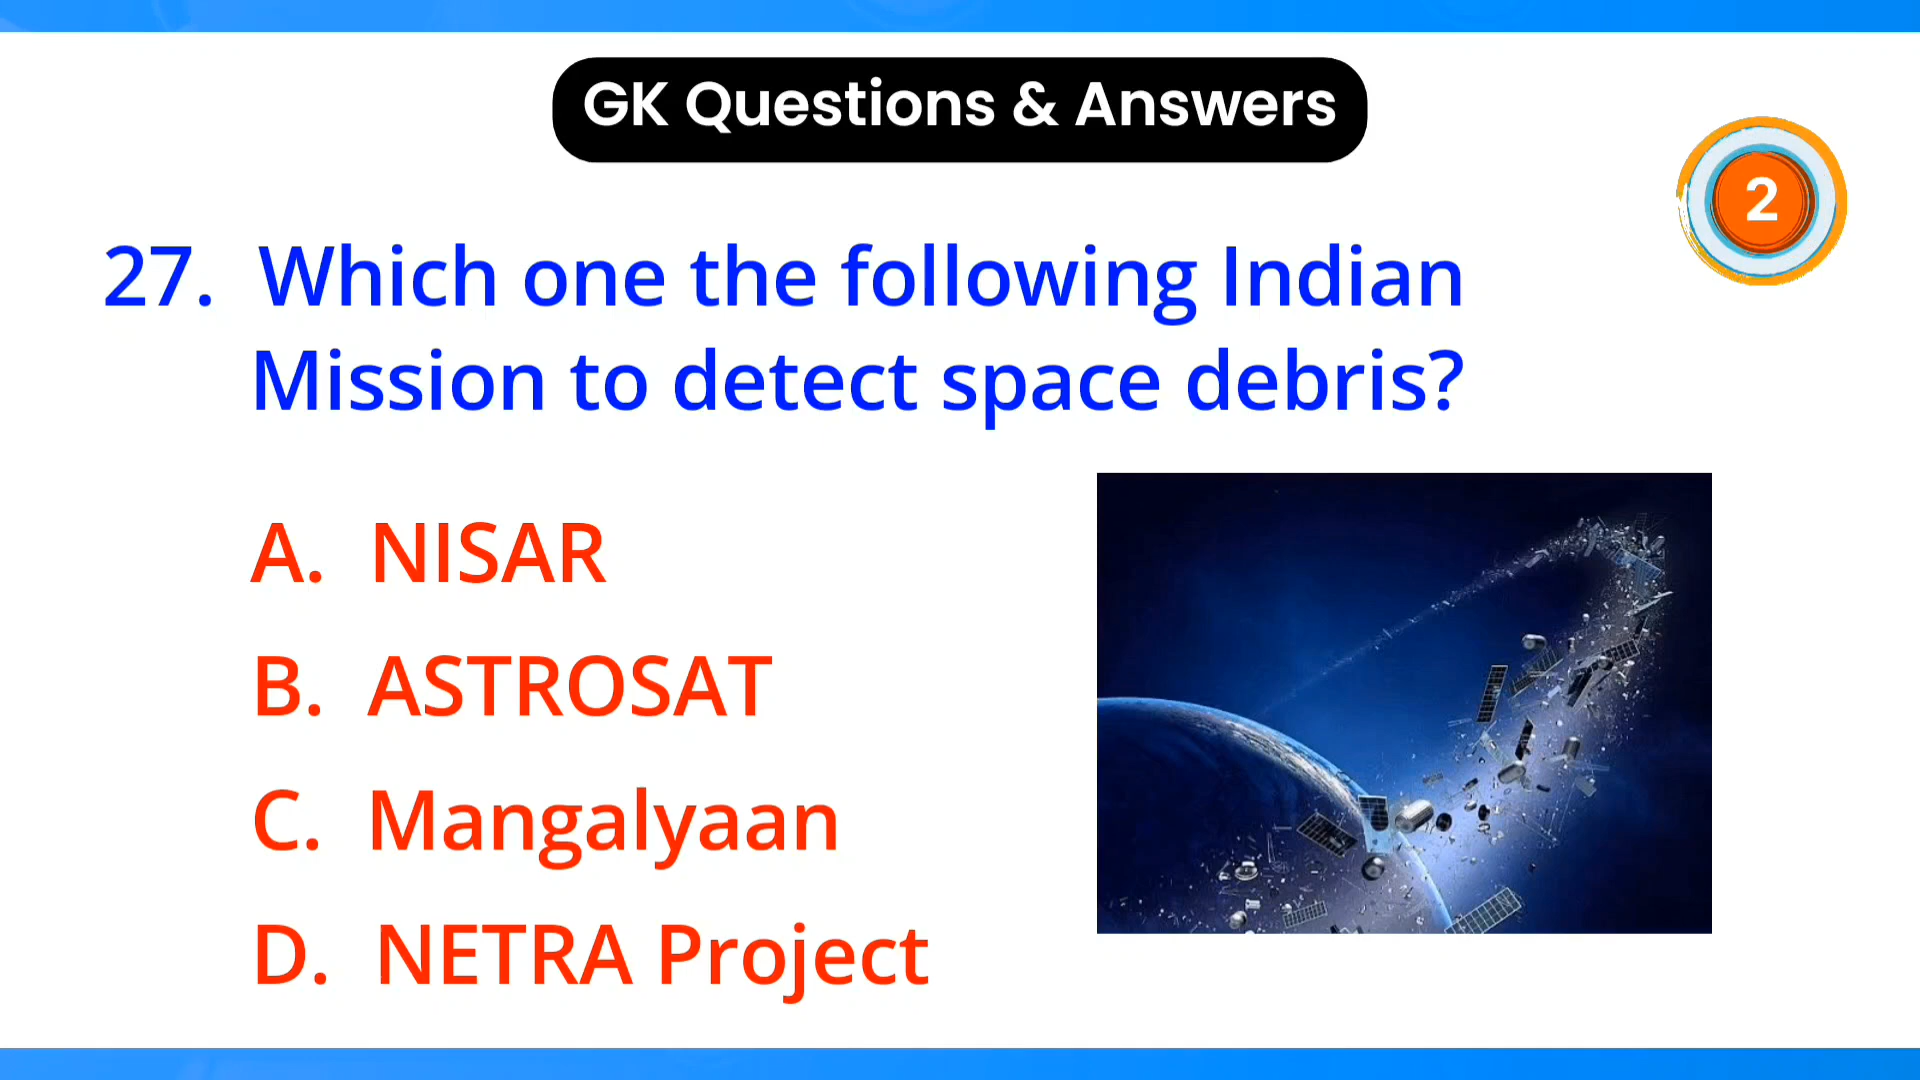 GK Questions & Answers
2
27. Which one the following Indian
Mission to detect space debris?
A. NISAR
B. ASTROSAT
C. Mangalyaan
D. NETRA Project